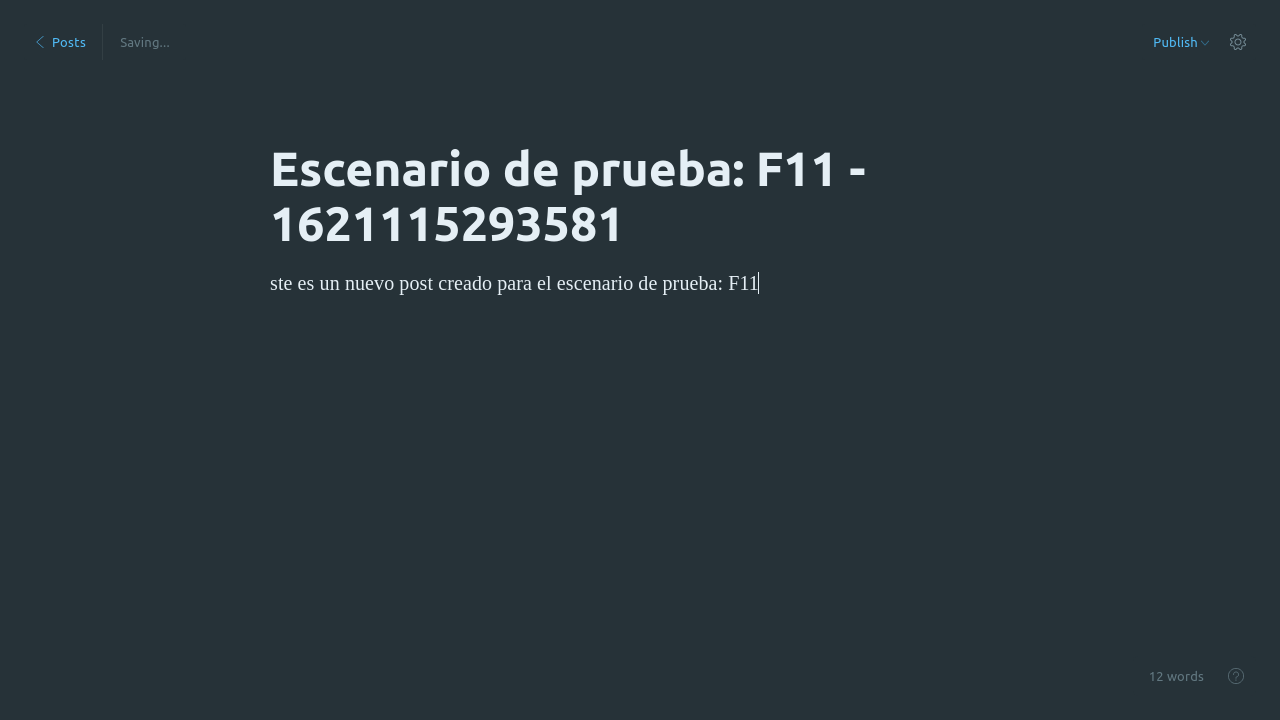 Posts
Saving...
Publish
Escenario de prueba: F11 -
1621115293581
ste es un nuevo post creado para el escenario de prueba: F11
12 words